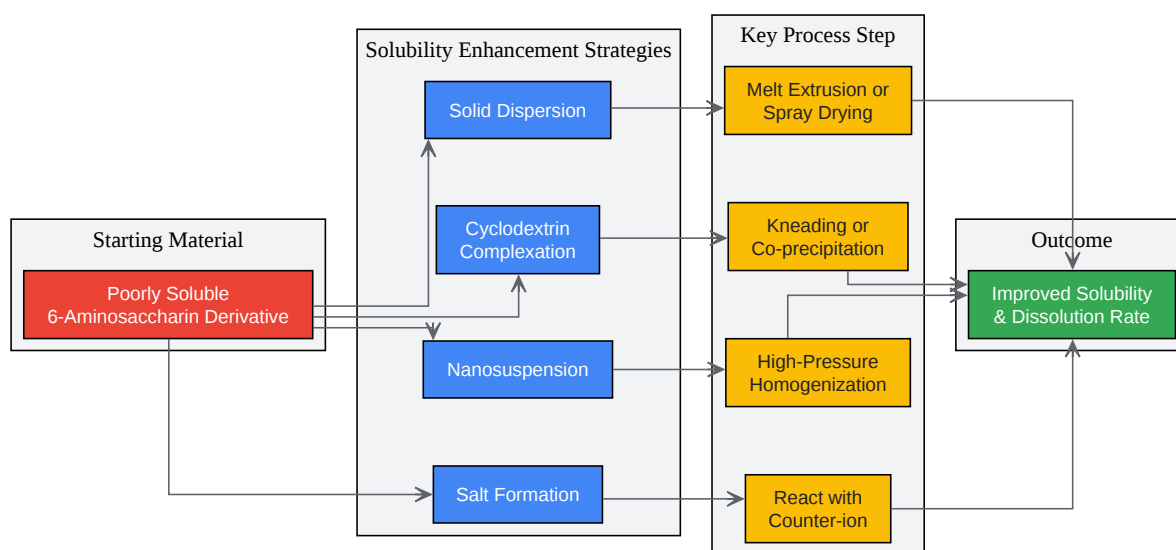 Starting Material
Poorly Soluble
6-Aminosaccharin Derivative
Solubility Enhancement Strategies
Solid Dispersion
Cyclodextrin
Complexation
Nanosuspension
Salt Formation
Key Process Step
Melt Extrusion or
Spray Drying
Kneading or
Co-precipitation
High-Pressure
Homogenization
React with
Counter-ion
Outcome
Improved Solubility
& Dissolution Rate